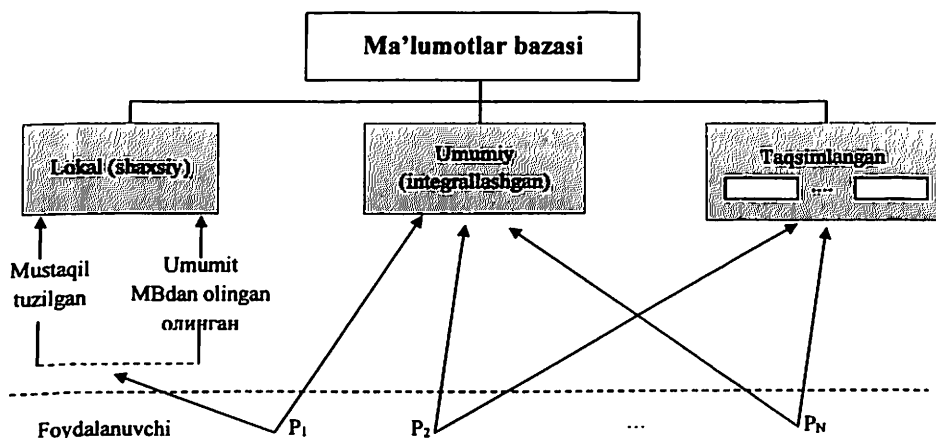 Ma’lumotlar bazasi
Lokal (shaxsiy)
Umumiy
(integrallashgan)
Taqsimlangan
....
Mustaqil
tuzilgan
Umumit
MBdan olingan
олинган
Foydalanuvchi
P1
P2
...
PN